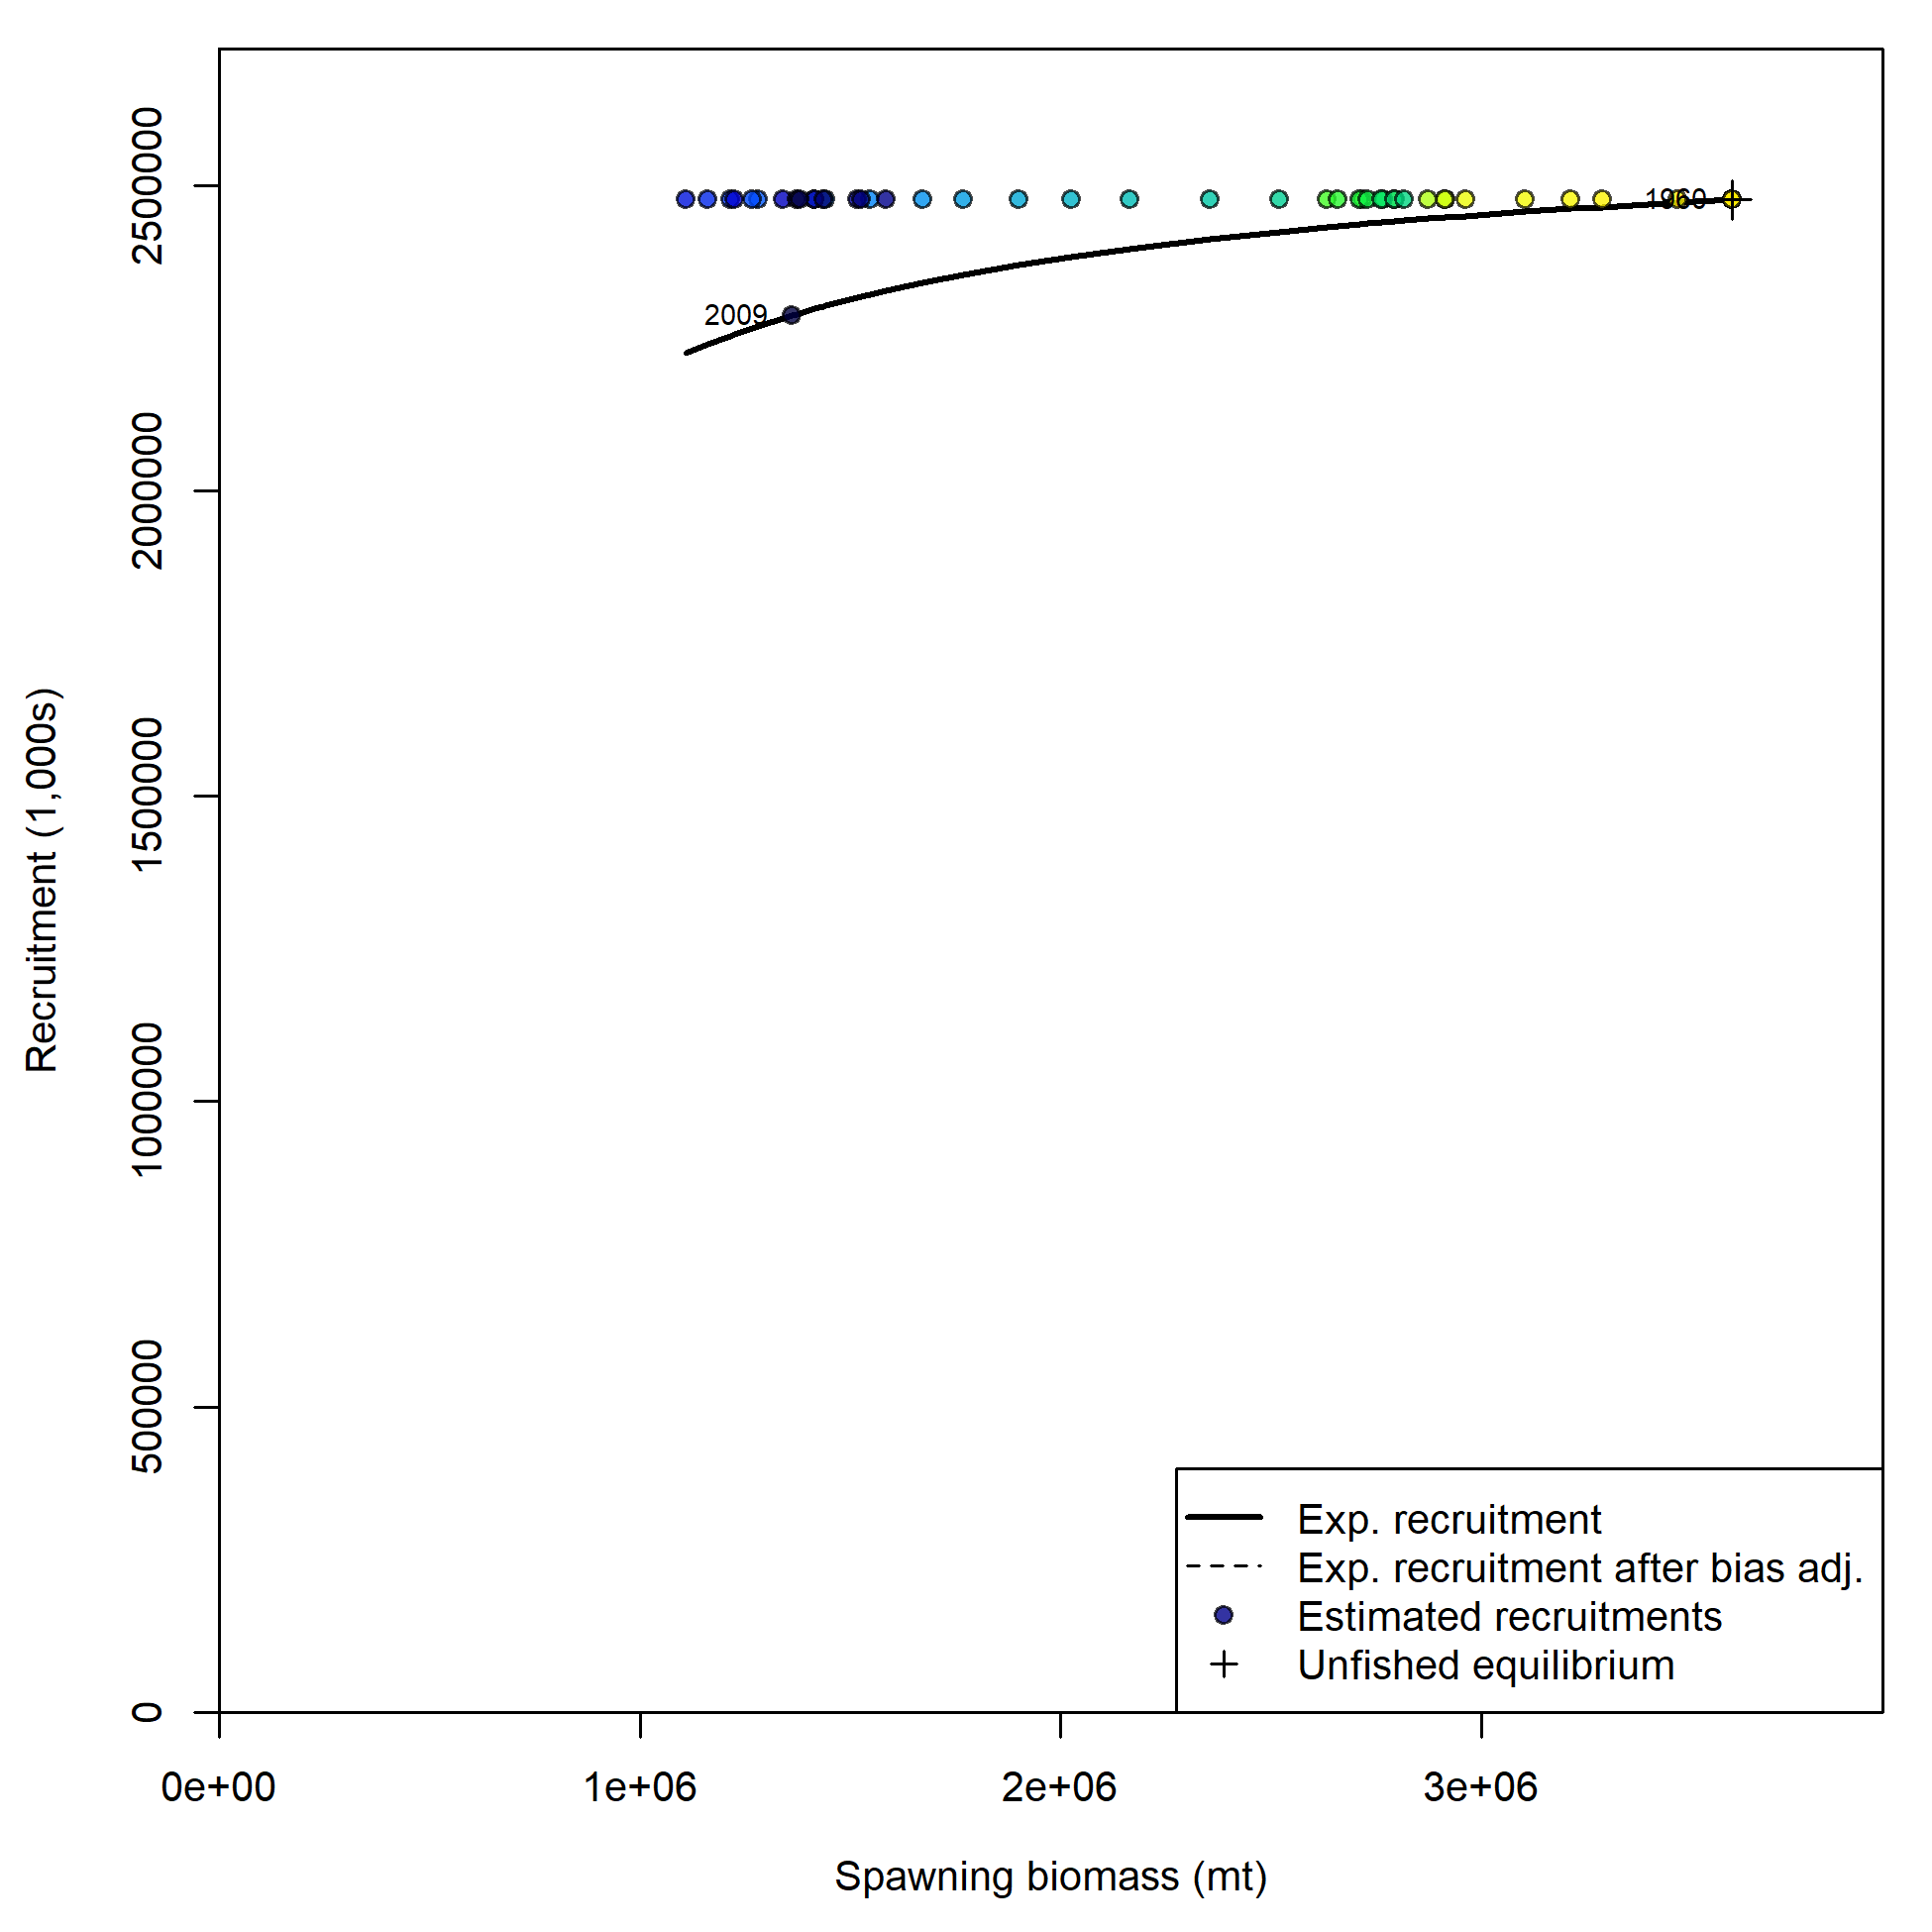 2500000
2000000
1500000
1000000
500000
0
Recruitment (1,000s)
1960
2009
Exp. recruitment
Exp. recruitment after bias adj.
Estimated recruitments
Unfished equilibrium
0e+00
1e+06
2e+06
3e+06
Spawning biomass (mt)